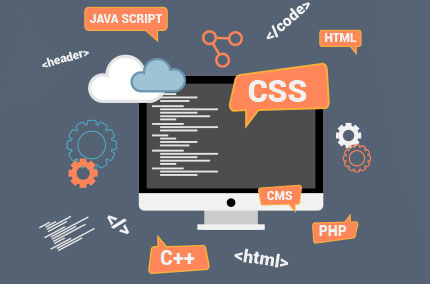 JAVA SCRIPT
</code>
HTML
<header>
CSS
CMS
</>
PHP
C++
<html>